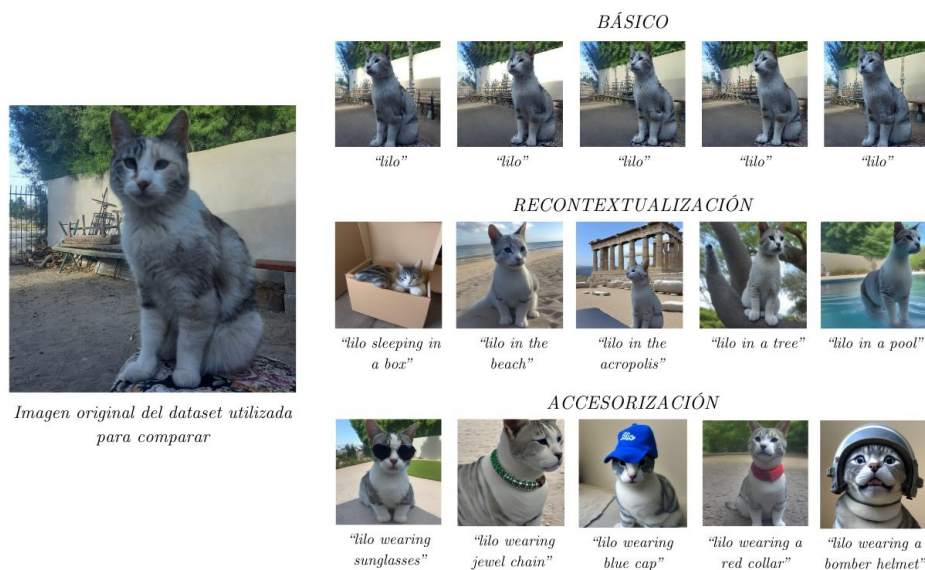 BÁSICO
“lilo”
“lilo”
“lilo”
“lilo”
“lilo”
Imagen original del dataset utilizada
para comparar
RECONTEXTUALIZACIÓN
“lilo sleeping in
a box”
“lilo in the
beach”
“lilo in the
acropolis”
“lilo in a tree”
“lilo in a pool”
ACCESORIZACIÓN
lilo
“lilo wearing
sunglasses”
“lilo wearing
jewel chain”
“lilo wearing
blue cap”
“lilo wearing a
red collar”
“lilo wearing a
bomber helmet”